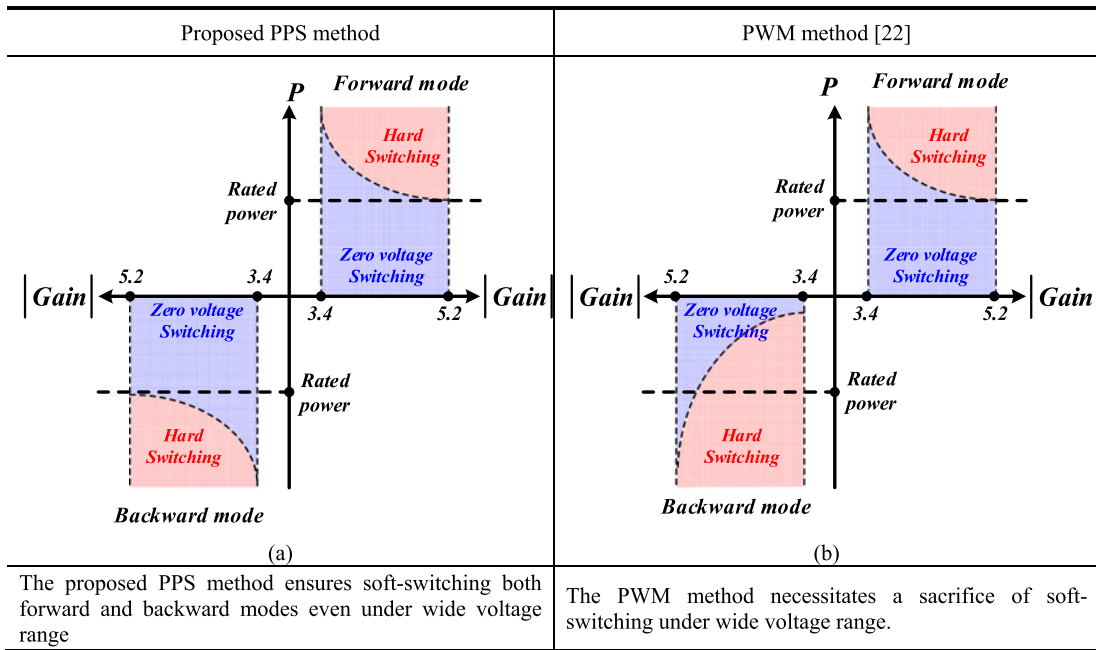 Proposed PPS method
PWM method [22]
Forward mode
P
Hard
Switching
Rated
power
Zero voltage
Switching
5.2
3.4
|Gain|
|Gain|
3.4
5.2
Zero voltage
Switching
Rated
power
Hard
Switching
Backward mode
(a)
Forward mode
P
Hard
Switching
Rated
power
Zero voltage
Switching
5.2
3.4
|Gain|
|Gain|
3.4
5.2
Zero voltage
Switching
Rated
power
Hard
Switching
Backward mode
(b)
The proposed PPS method ensures soft-switching both
forward and backward modes even under wide voltage
range
The PWM method necessitates a sacrifice of soft-
switching under wide voltage range.